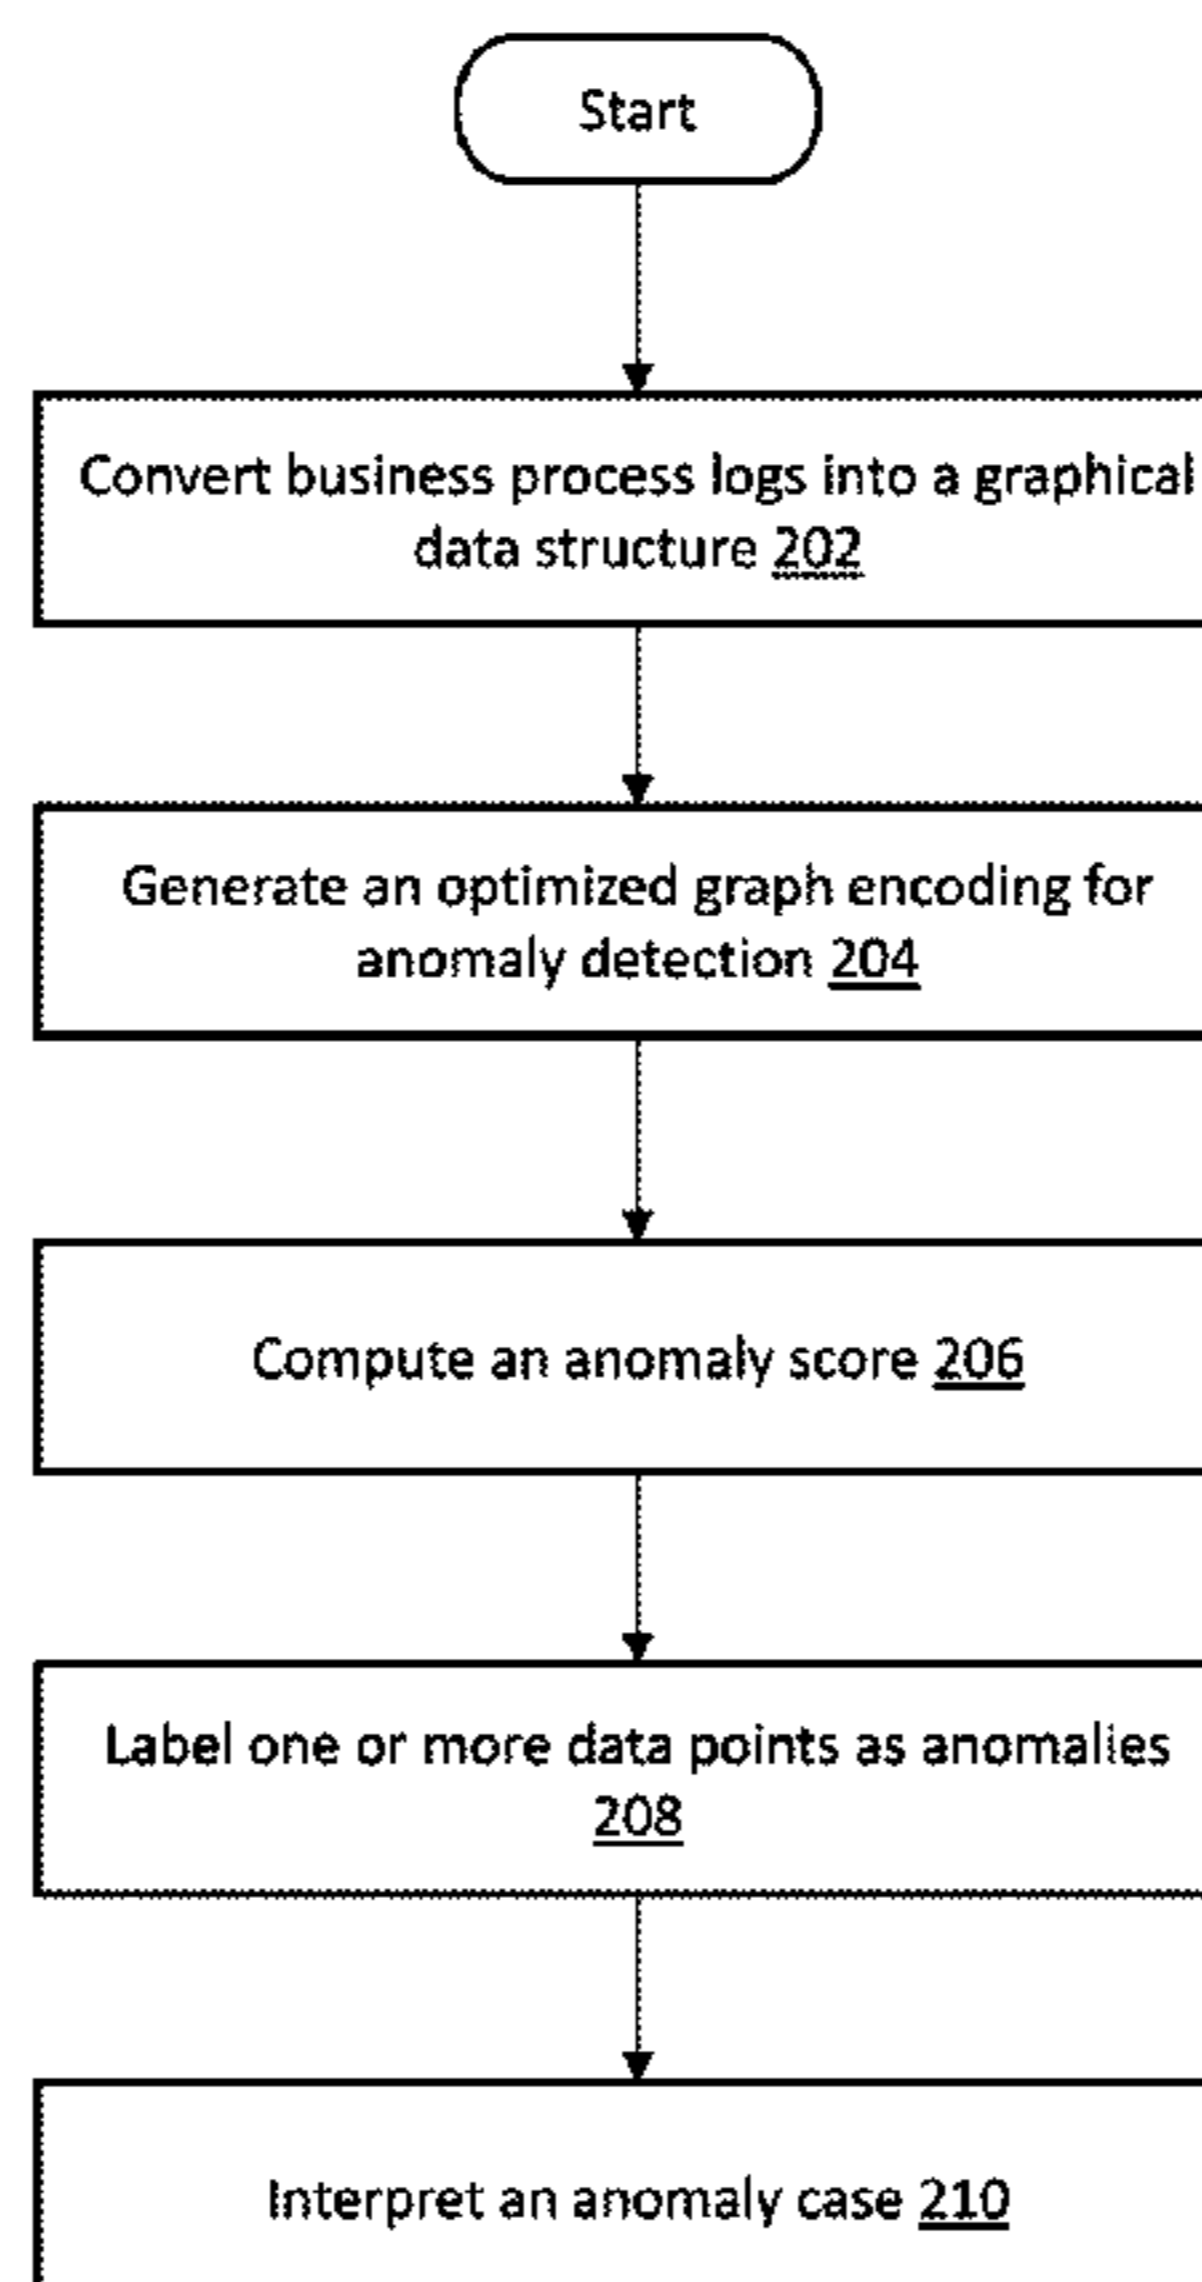 Start
Convert business process logs into a graphical
data structure 202
Generate an optimized graph encoding for
anomaly detection 204
Compute an anomaly score 206
Label one or more data points as anomalies
208
Interpret an anomaly case 210